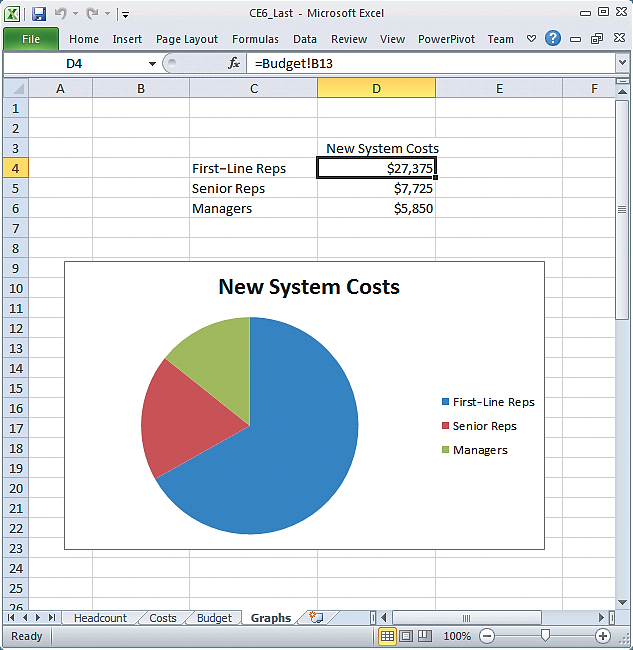 CE6_Last - Microsoft Excel
File Home Insert Page Layout Formulas Data Review View PowerPivot Team
D4 fx =Budget!B13
A B C D E F
1
2
3 New System Costs
4 First-Line Reps $27,375
5 Senior Reps $7,725
6 Managers $5,850
7
8
9
10
11
12
13
14
15
16
17
18
19
20
21
22
23
24
25
26
New System Costs
First-Line Reps
Senior Reps
Managers
Headcount Costs Budget Graphs
Ready 100%